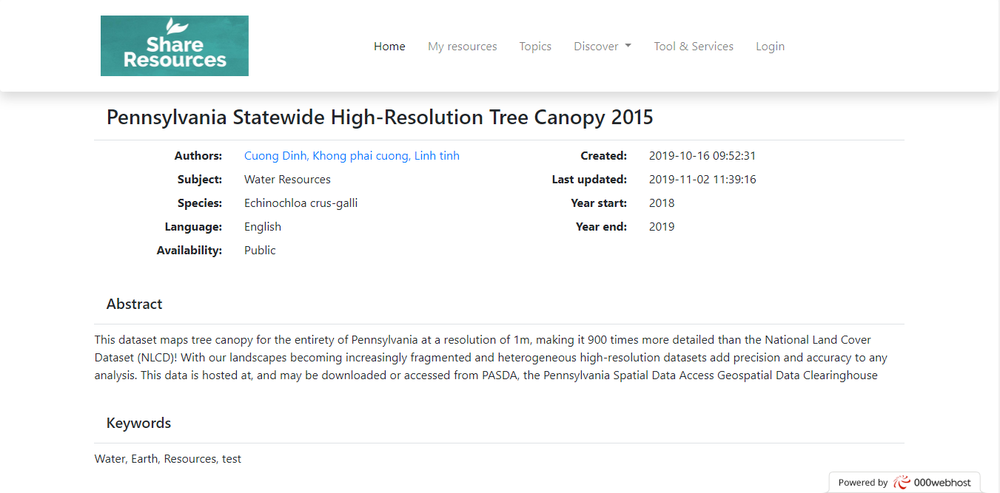 Share
Resources
Home My resources Topics Discover Tool & Services Login
Pennsylvania Statewide High-Resolution Tree Canopy 2015
Authors: Cuong Dinh, Khong phai cuong, Linh tinh Created: 2019-10-16 09:52:31
Subject: Water Resources Last updated: 2019-11-02 11:39:16
Species: Echinochloa crus-galli Year start: 2018
Language: English Year end: 2019
Availability: Public
Abstract
This dataset maps tree canopy for the entirety of Pennsylvania at a resolution of 1m, making it 900 times more detailed than the National Land Cover
Dataset (NLCD)! With our landscapes becoming increasingly fragmented and heterogeneous high-resolution datasets add precision and accuracy to any
analysis. This data is hosted at, and may be downloaded or accessed from PASDA, the Pennsylvania Spatial Data Access Geospatial Data Clearinghouse
Keywords
Water, Earth, Resources, test
Powered by 000webhost